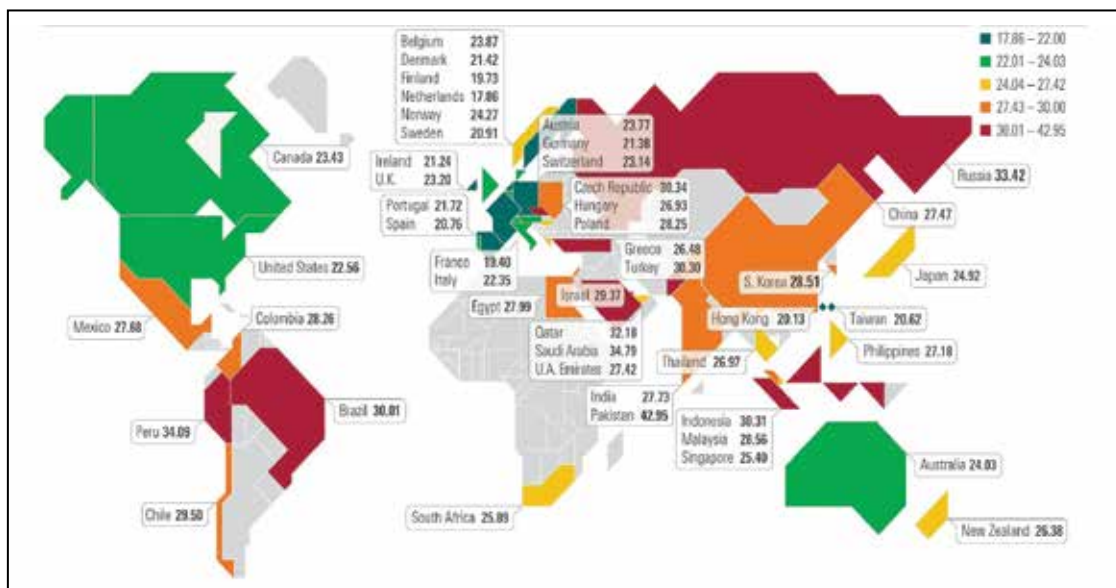 Belgium 23.87
Denmark 21.42
Finland 19.73
Netherlands 17.86
Norway 24.27
Sweden 20.91
17.86 – 22.00
22.01 – 24.03
24.04 – 27.42
27.43 – 30.00
30.01 – 42.95
Canada 23.43
Ireland 21.24
U.K. 23.20
Austria 23.77
Germany 21.38
Switzerland 23.14
Russia 33.42
Portugal 21.72
Spain 20.76
Czech Republic 30.34
Hungary 26.93
Poland 28.25
China 27.47
United States 22.56
France 19.40
Italy 22.35
Greece 26.48
Turkey 30.30
Japan 24.92
S. Korea 28.51
Mexico 27.68
Colombia 28.26
Egypt 27.99
Israel 29.37
Hong Kong 20.13
Taiwan 20.62
Qatar 32.18
Saudi Arabia 34.79
U.A. Emirates 27.42
Thailand 26.97
Philippines 27.18
India 27.73
Pakistan 42.95
Peru 34.09
Brazil 30.01
Indonesia 30.31
Malaysia 28.56
Singapore 25.40
Australia 24.03
Chile 29.50
South Africa 25.89
New Zealand 26.38